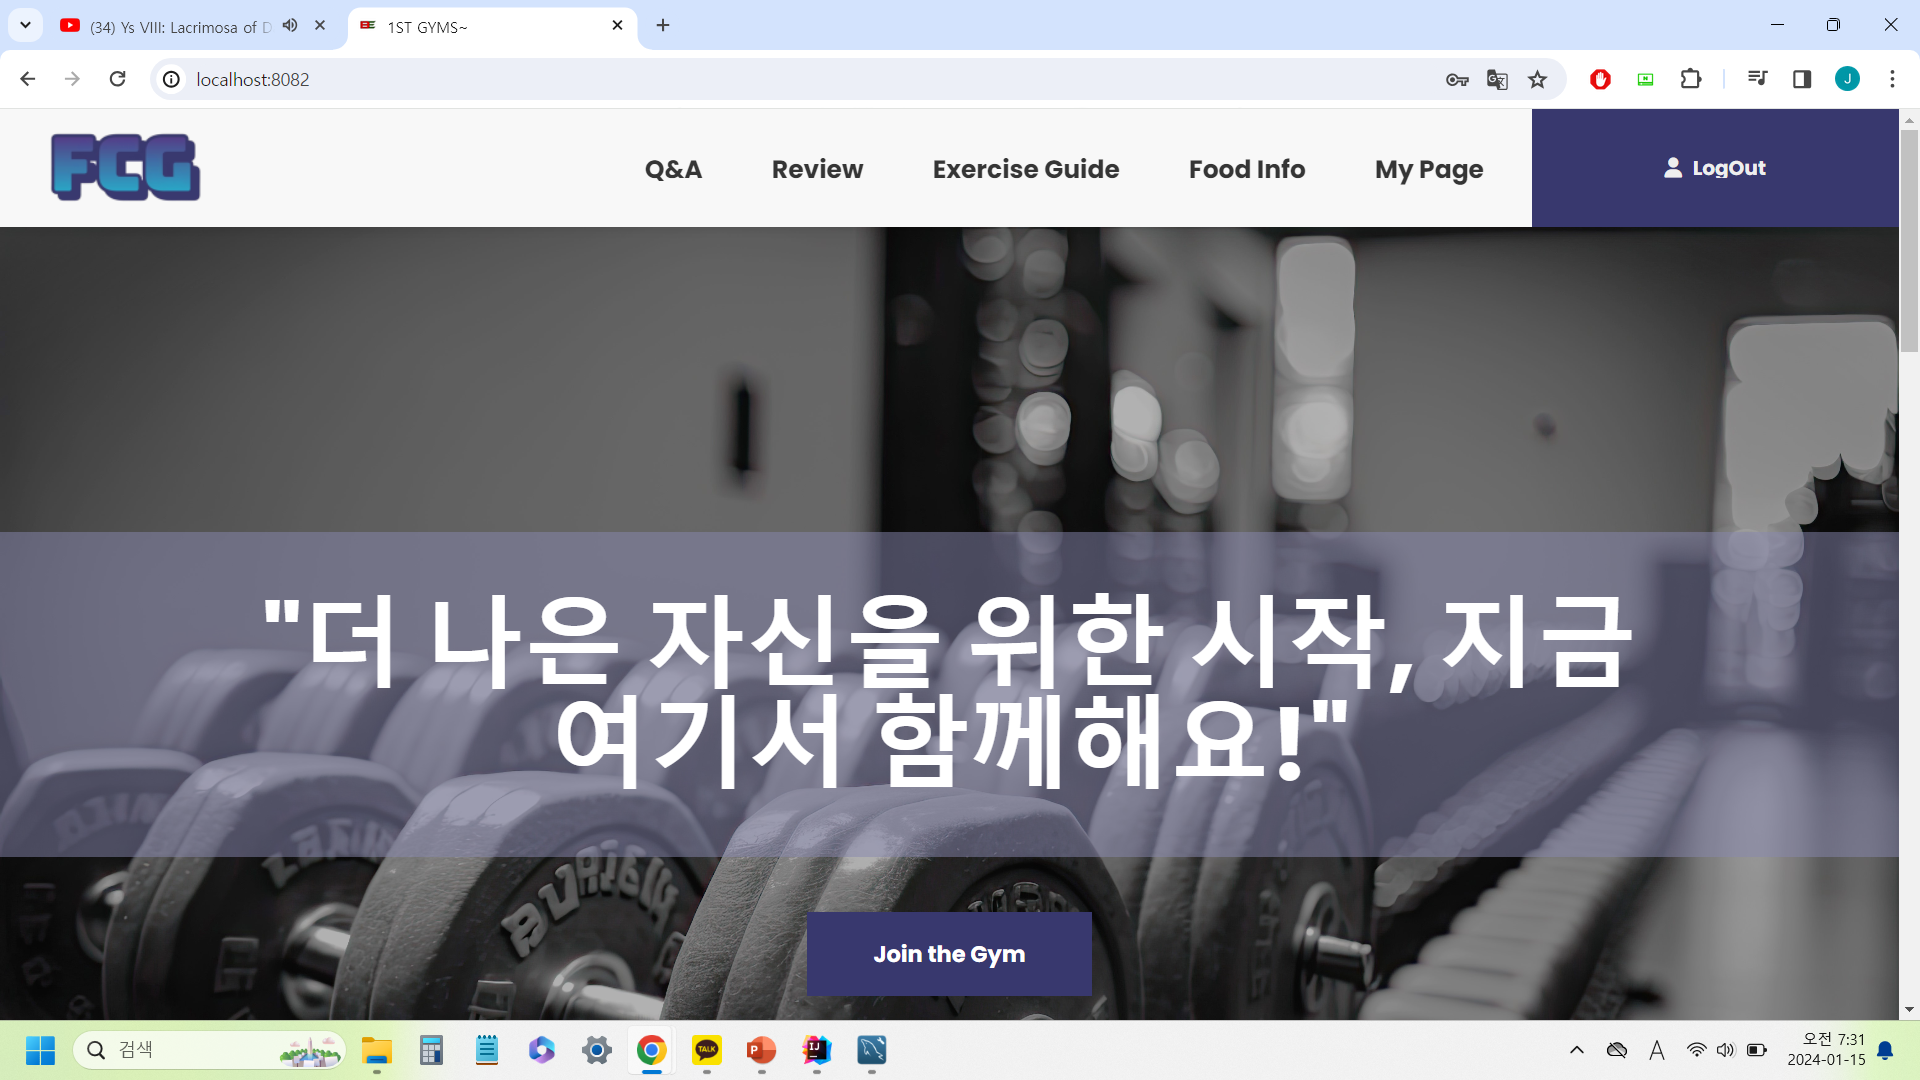 (34) Ys VIII: Lacrimosa of D
1ST GYMS~
localhost:8082
J
FCG
Q&A
Review
Exercise Guide
Food Info
My Page
LogOut
"더 나은 자신을 위한 시작, 지금
여기서 함께해요!"
Join the Gym
검색
TALK
P
IJ
A
오전 7:31
2024-01-15